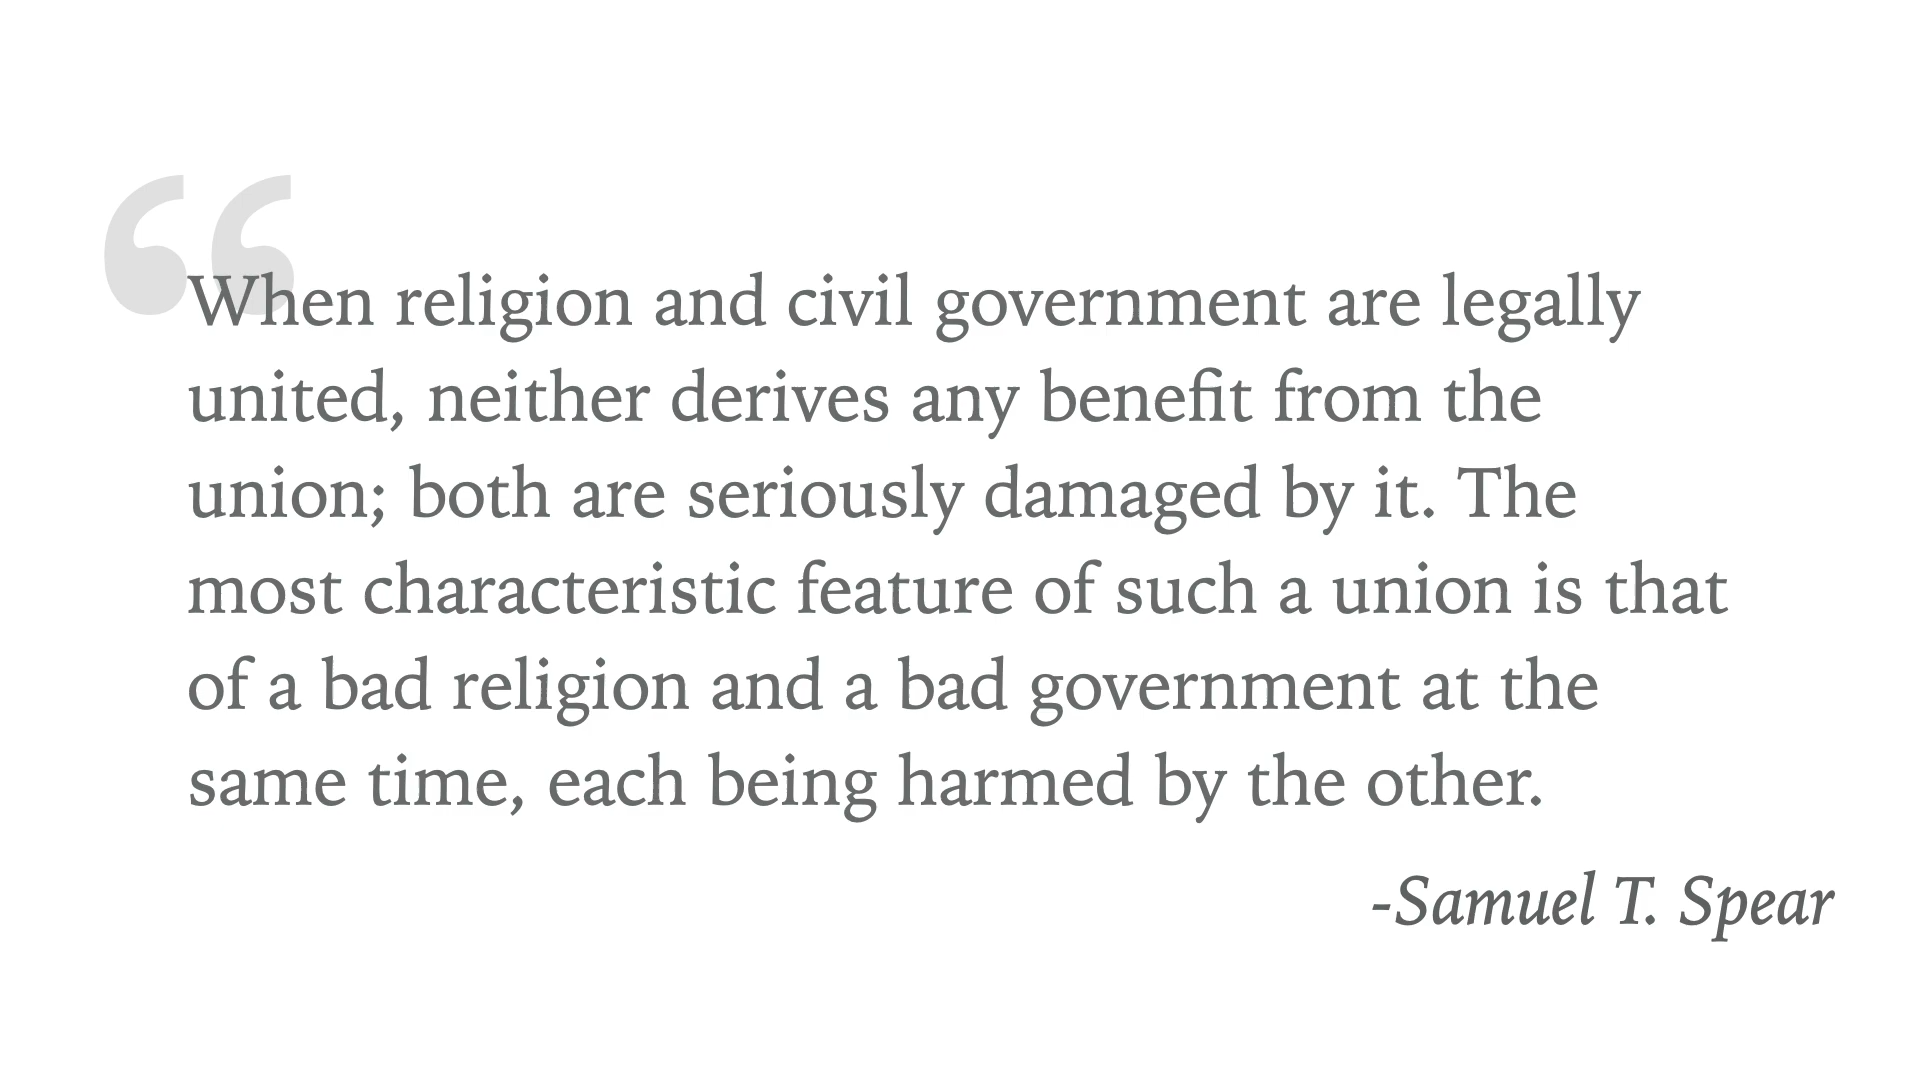 “
When religion and civil government are legally
united, neither derives any benefit from the
union; both are seriously damaged by it. The
most characteristic feature of such a union is that
of a bad religion and a bad government at the
same time, each being harmed by the other.
-Samuel T. Spear